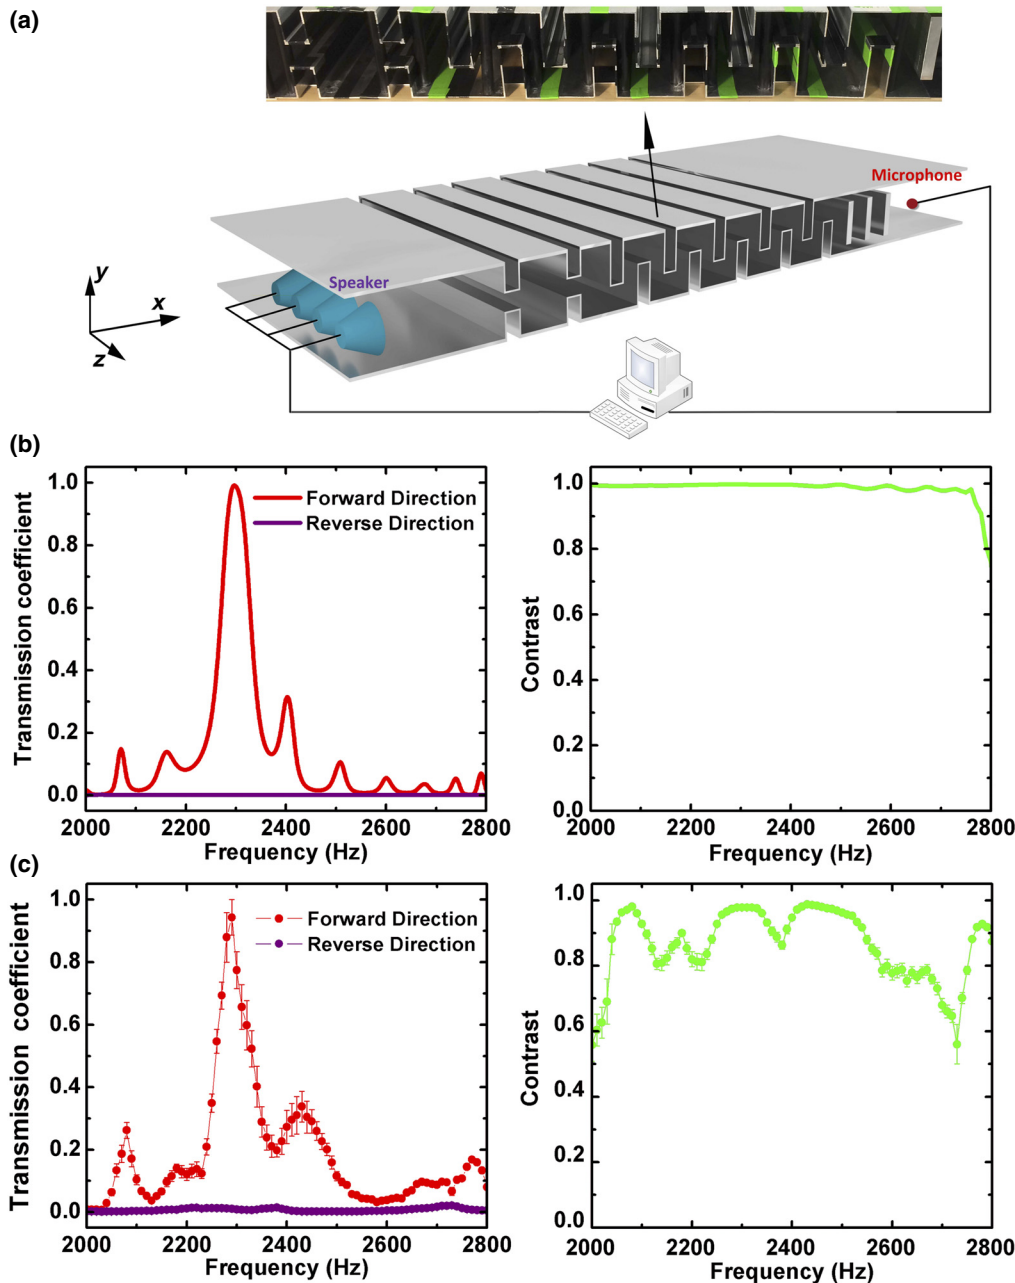 (a)
Microphone
Speaker
y
x
z
(b)
Transmission coefficient
1.0
0.8
0.6
0.4
0.2
0.0
Forward Direction
Reverse Direction
2000 2200 2400 2600 2800
Frequency (Hz)
Contrast
1.0
0.8
0.6
0.4
0.2
0.0
2000 2200 2400 2600 2800
Frequency (Hz)
(c)
Transmission coefficient
1.0
0.8
0.6
0.4
0.2
0.0
Forward Direction
Reverse Direction
2000 2200 2400 2600 2800
Frequency (Hz)
Contrast
1.0
0.8
0.6
0.4
0.2
0.0
2000 2200 2400 2600 2800
Frequency (Hz)